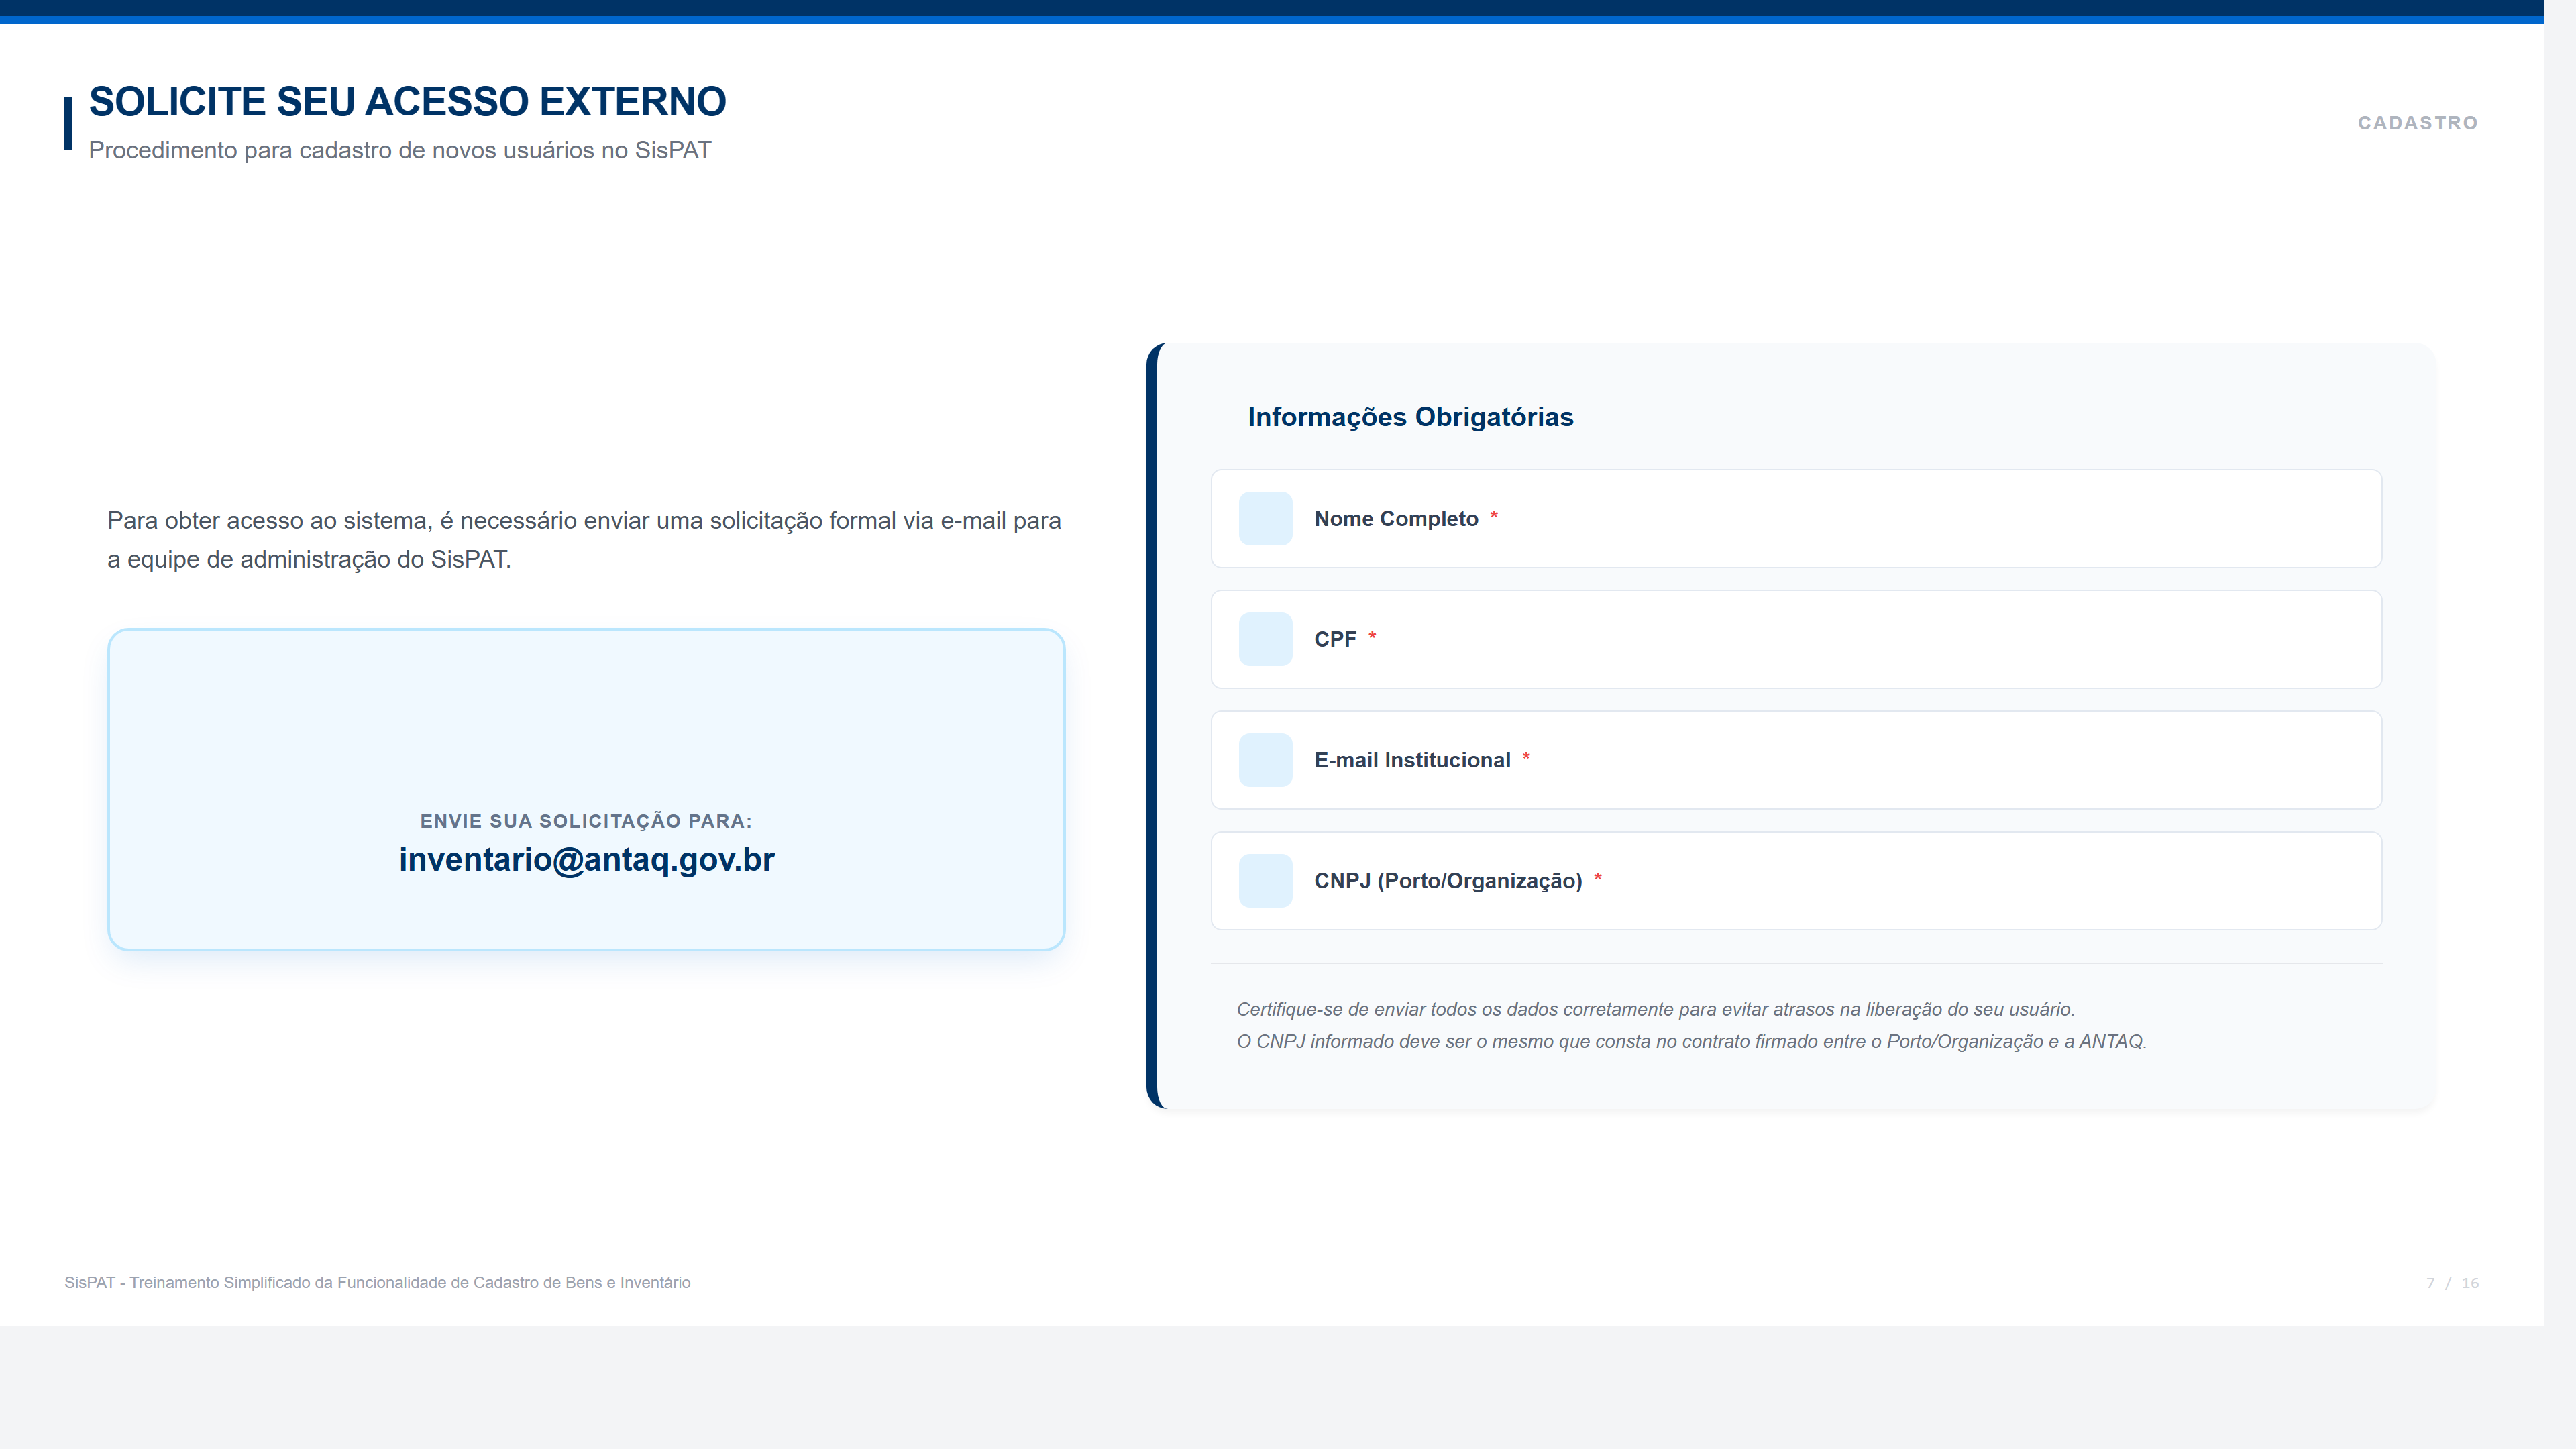 SOLICITE SEU ACESSO EXTERNO
Procedimento para cadastro de novos usuários no SisPAT
CADASTRO
Para obter acesso ao sistema, é necessário enviar uma solicitação formal via e-mail para
a equipe de administração do SisPAT.
ENVIE SUA SOLICITAÇÃO PARA:
inventario@antaq.gov.br
Informações Obrigatórias
Nome Completo *
CPF *
E-mail Institucional *
CNPJ (Porto/Organização) *
Certifique-se de enviar todos os dados corretamente para evitar atrasos na liberação do seu usuário.
O CNPJ informado deve ser o mesmo que consta no contrato firmado entre o Porto/Organização e a ANTAQ.
SisPAT - Treinamento Simplificado da Funcionalidade de Cadastro de Bens e Inventário
7 / 16